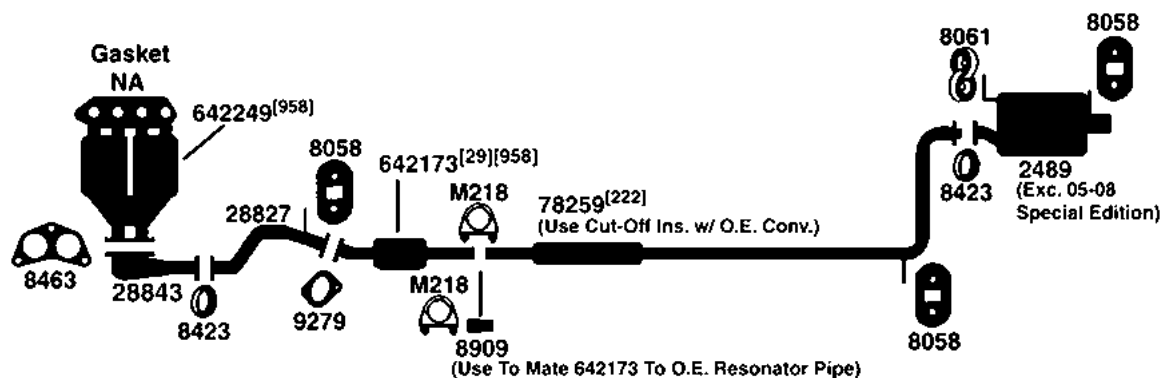 8058
8061
Gasket
NA
642249[958]
8058
642173[29][958]
M218
28827
78259[222]
(Use Cut-Off Ins. w/ O.E. Conv.)
8423
2489
(Exc. 05-08
Special Edition)
8463
28843
8423
9279
M218
8909
(Use To Mate 642173 To O.E. Resonator Pipe)
8058